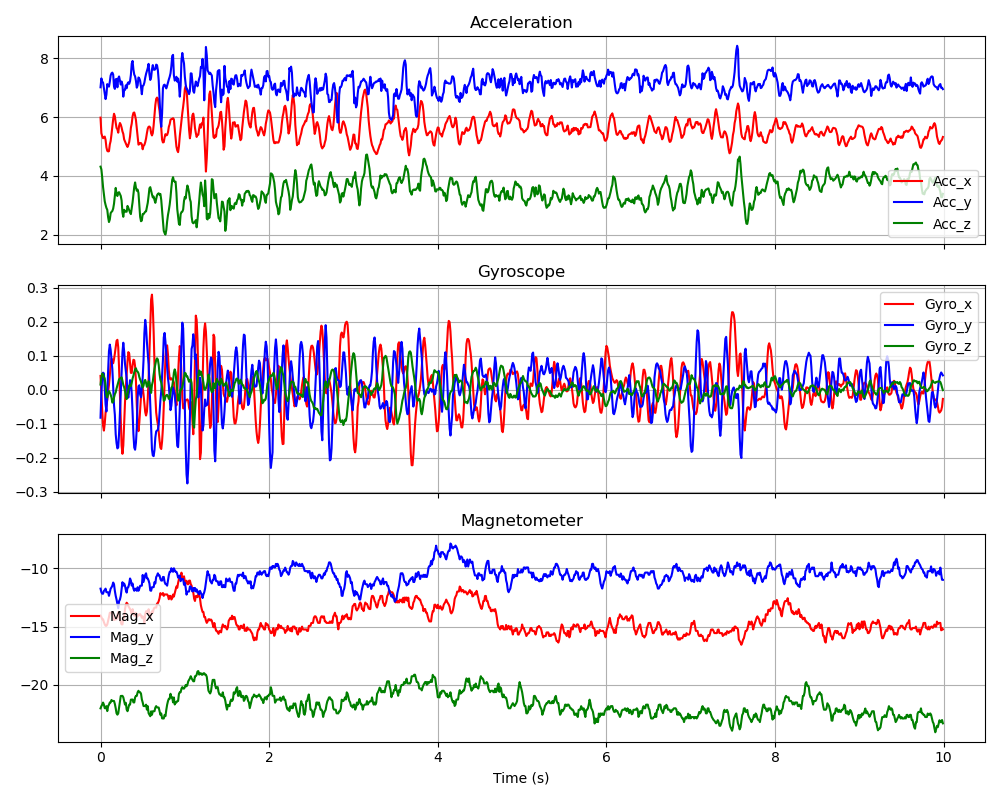 Acceleration
8
6
4
2
Acc_x
Acc_y
Acc_z
Gyroscope
0.3
0.2
0.1
0.0
−0.1
−0.2
−0.3
Gyro_x
Gyro_y
Gyro_z
Magnetometer
−10
−15
−20
Mag_x
Mag_y
Mag_z
0 2 4 6 8 10
Time (s)